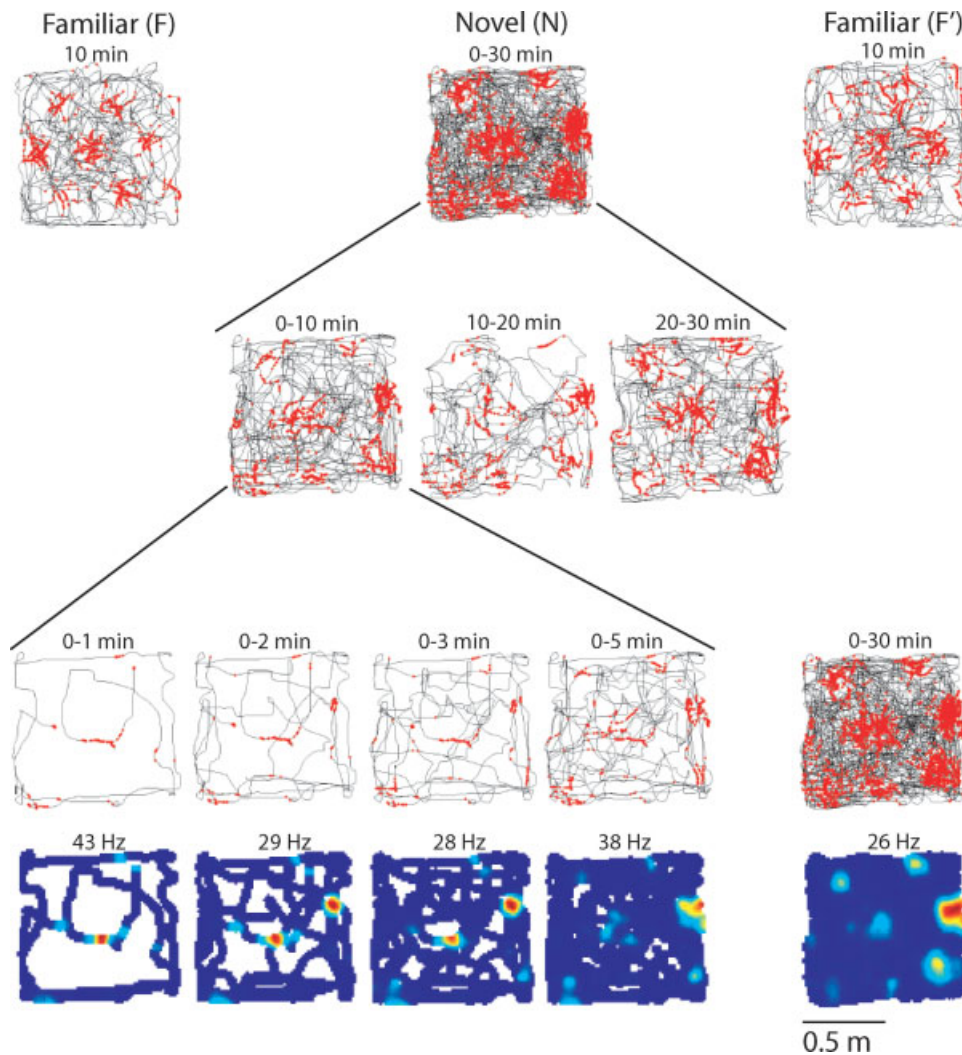 Familiar (F)
10 min
Novel (N)
0-30 min
Familiar (F')
10 min
0-10 min
10-20 min
20-30 min
0-1 min
0-2 min
0-3 min
0-5 min
0-30 min
43 Hz
29 Hz
28 Hz
38 Hz
26 Hz
0.5 m